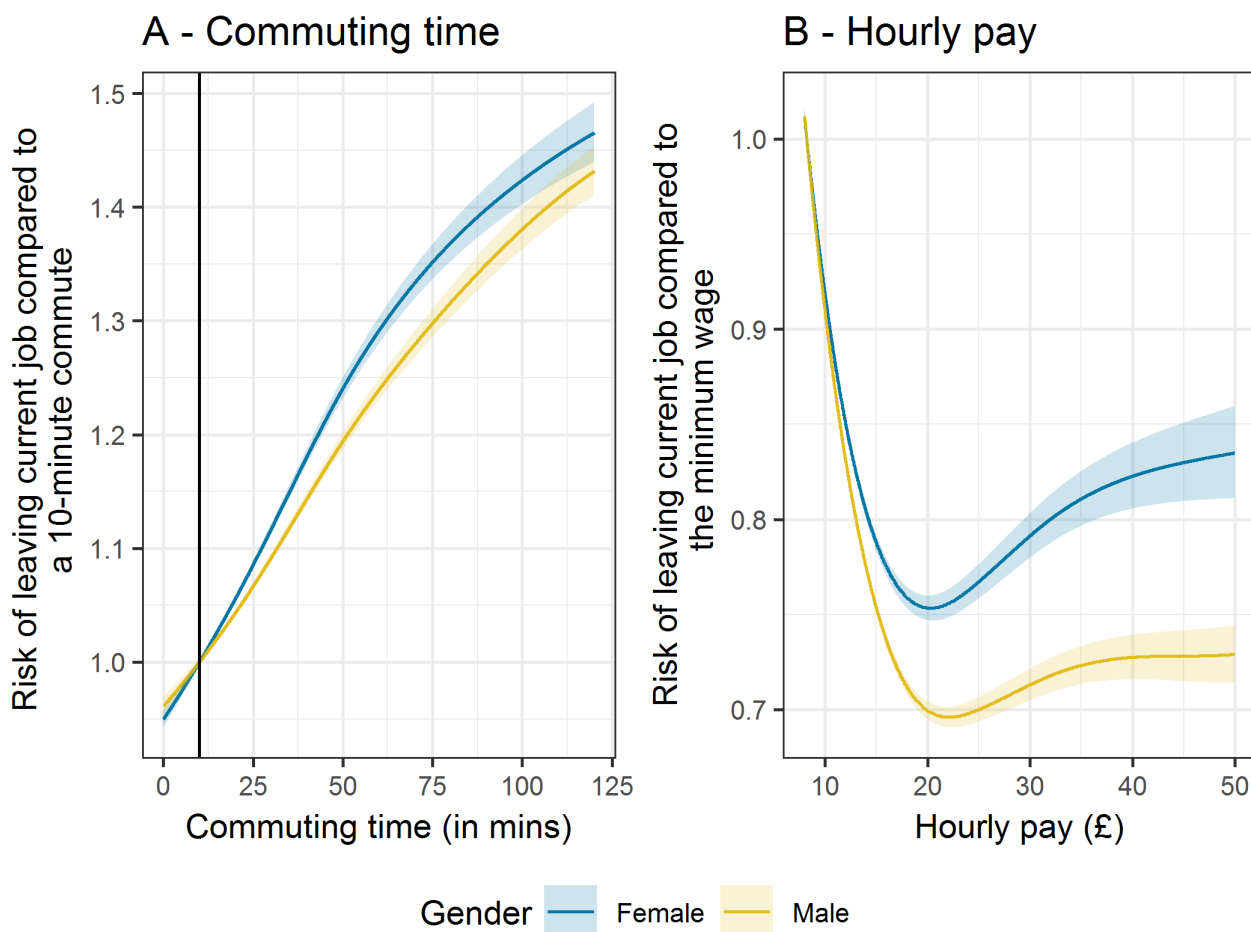 A - Commuting time
Risk of leaving current job compared to
a 10-minute commute
1.5
1.4
1.3
1.2
1.1
1.0
0
25
50
75
100
125
Commuting time (in mins)
B - Hourly pay
Risk of leaving current job compared to
the minimum wage
1.0
0.9
0.8
0.7
10
20
30
40
50
Hourly pay (£)
Gender
Female
Male